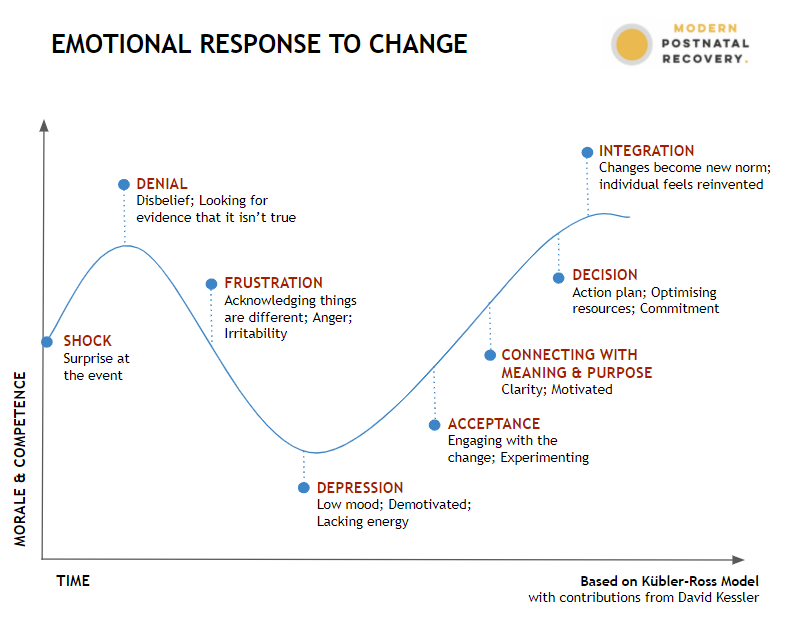 EMOTIONAL RESPONSE TO CHANGE
MODERN
POSTNATAL
RECOVERY.
INTEGRATION
Changes become new norm;
individual feels reinvented
DENIAL
Disbelief; Looking for
evidence that it isn't true
FRUSTRATION
Acknowledging things
are different; Anger;
Irritability
DECISION
Action plan; Optimising
resources; Commitment
SHOCK
Surprise at
the event
CONNECTING WITH
MEANING & PURPOSE
Clarity; Motivated
ACCEPTANCE
Engaging with the
change; Experimenting
DEPRESSION
Low mood; Demotivated;
Lacking energy
MORALE & COMPETENCE
TIME
Based on Kübler-Ross Model
with contributions from David Kessler